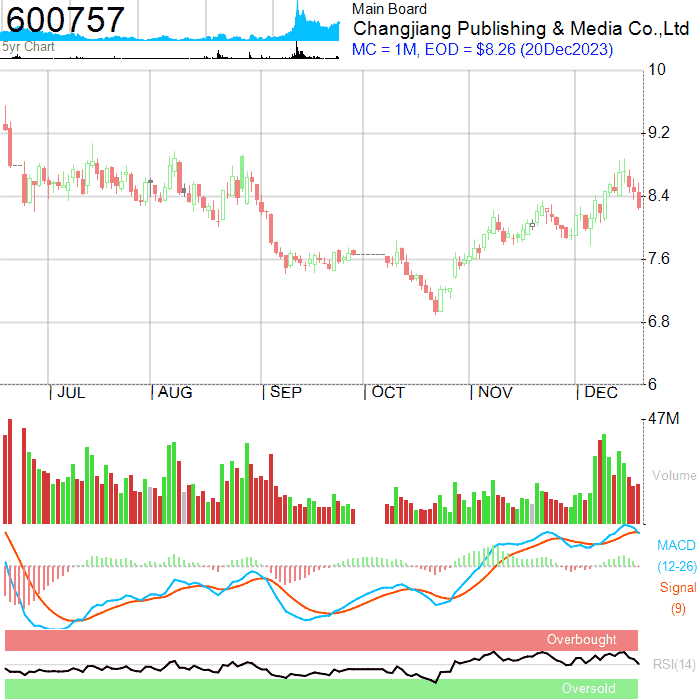 600757
5yr Chart
Main Board
Changjiang Publishing & Media Co.,Ltd
MC = 1M, EOD = $8.26 (20Dec2023)
10
9.2
8.4
7.6
6.8
6
JUL AUG SEP OCT NOV DEC
47M
Volume
MACD
(12-26)
Signal
(9)
Overbought
RSI(14)
Oversold